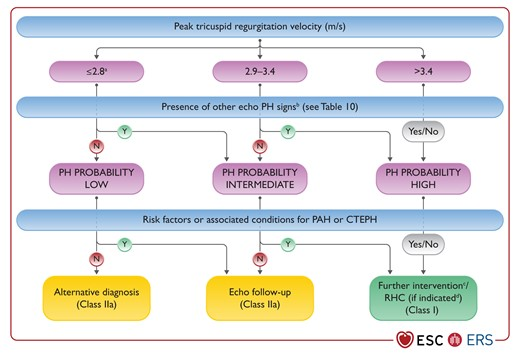 Peak tricuspid regurgitation velocity (m/s)
≤2.8ᵃ
2.9–3.4
>3.4
Presence of other echo PH signsᵇ (see Table 10)
Y
Y
Yes/No
N
N
PH PROBABILITY
LOW
PH PROBABILITY
INTERMEDIATE
PH PROBABILITY
HIGH
Risk factors or associated conditions for PAH or CTEPH
Y
Y
Yes/No
N
N
Alternative diagnosis
(Class IIa)
Echo follow-up
(Class IIa)
Further interventionᶜ/
RHC (if indicatedᵈ)
(Class I)
ESC ERS